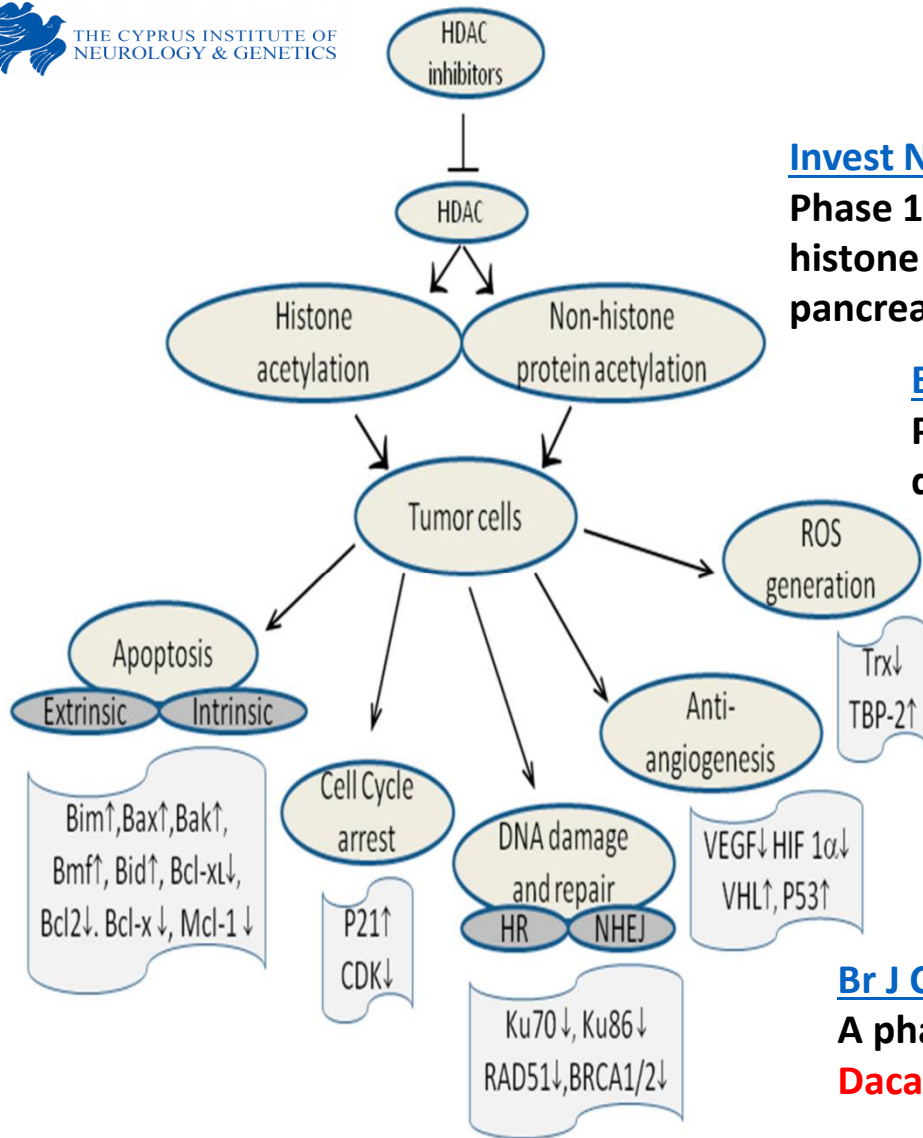 THE CYPRUS INSTITUTE OF
NEUROLOGY & GENETICS
HDAC
inhibitors
HDAC
Histone
acetylation
Non-histone
protein acetylation
Tumor cells
Invest
Phase 1
histone
ROS
generation
Trx↓
TBP-2↑
Apoptosis
Extrinsic
Intrinsic
Bim↑,Bax↑,Bak↑,
Bmf↑, Bid↑, Bcl-xL↓,
Bcl2↓. Bcl-x↓, Mcl-1↓
Cell Cycle
arrest
P21↑
CDK↓
DNA damage
and repair
HR
NHEJ
Ku70↓, Ku86↓
RAD51↓,BRCA1/2↓
Anti-
angiogenesis
VEGF↓ HIF 1α↓
VHL↑, P53↑
Br J
A